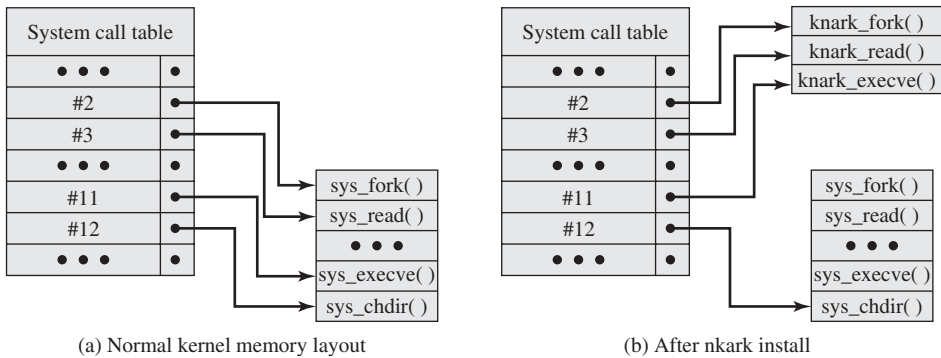 System call table
• • • •
#2
#3
• • • •
#11
#12
• • • •
sys_fork( )
sys_read( )
• • •
sys_execve( )
sys_chdir( )
(a) Normal kernel memory layout
System call table
• • • •
#2
#3
• • • •
#11
#12
• • • •
knark_fork( )
knark_read( )
knark_execve( )
sys_fork( )
sys_read( )
• • •
sys_execve( )
sys_chdir( )
(b) After nkark install